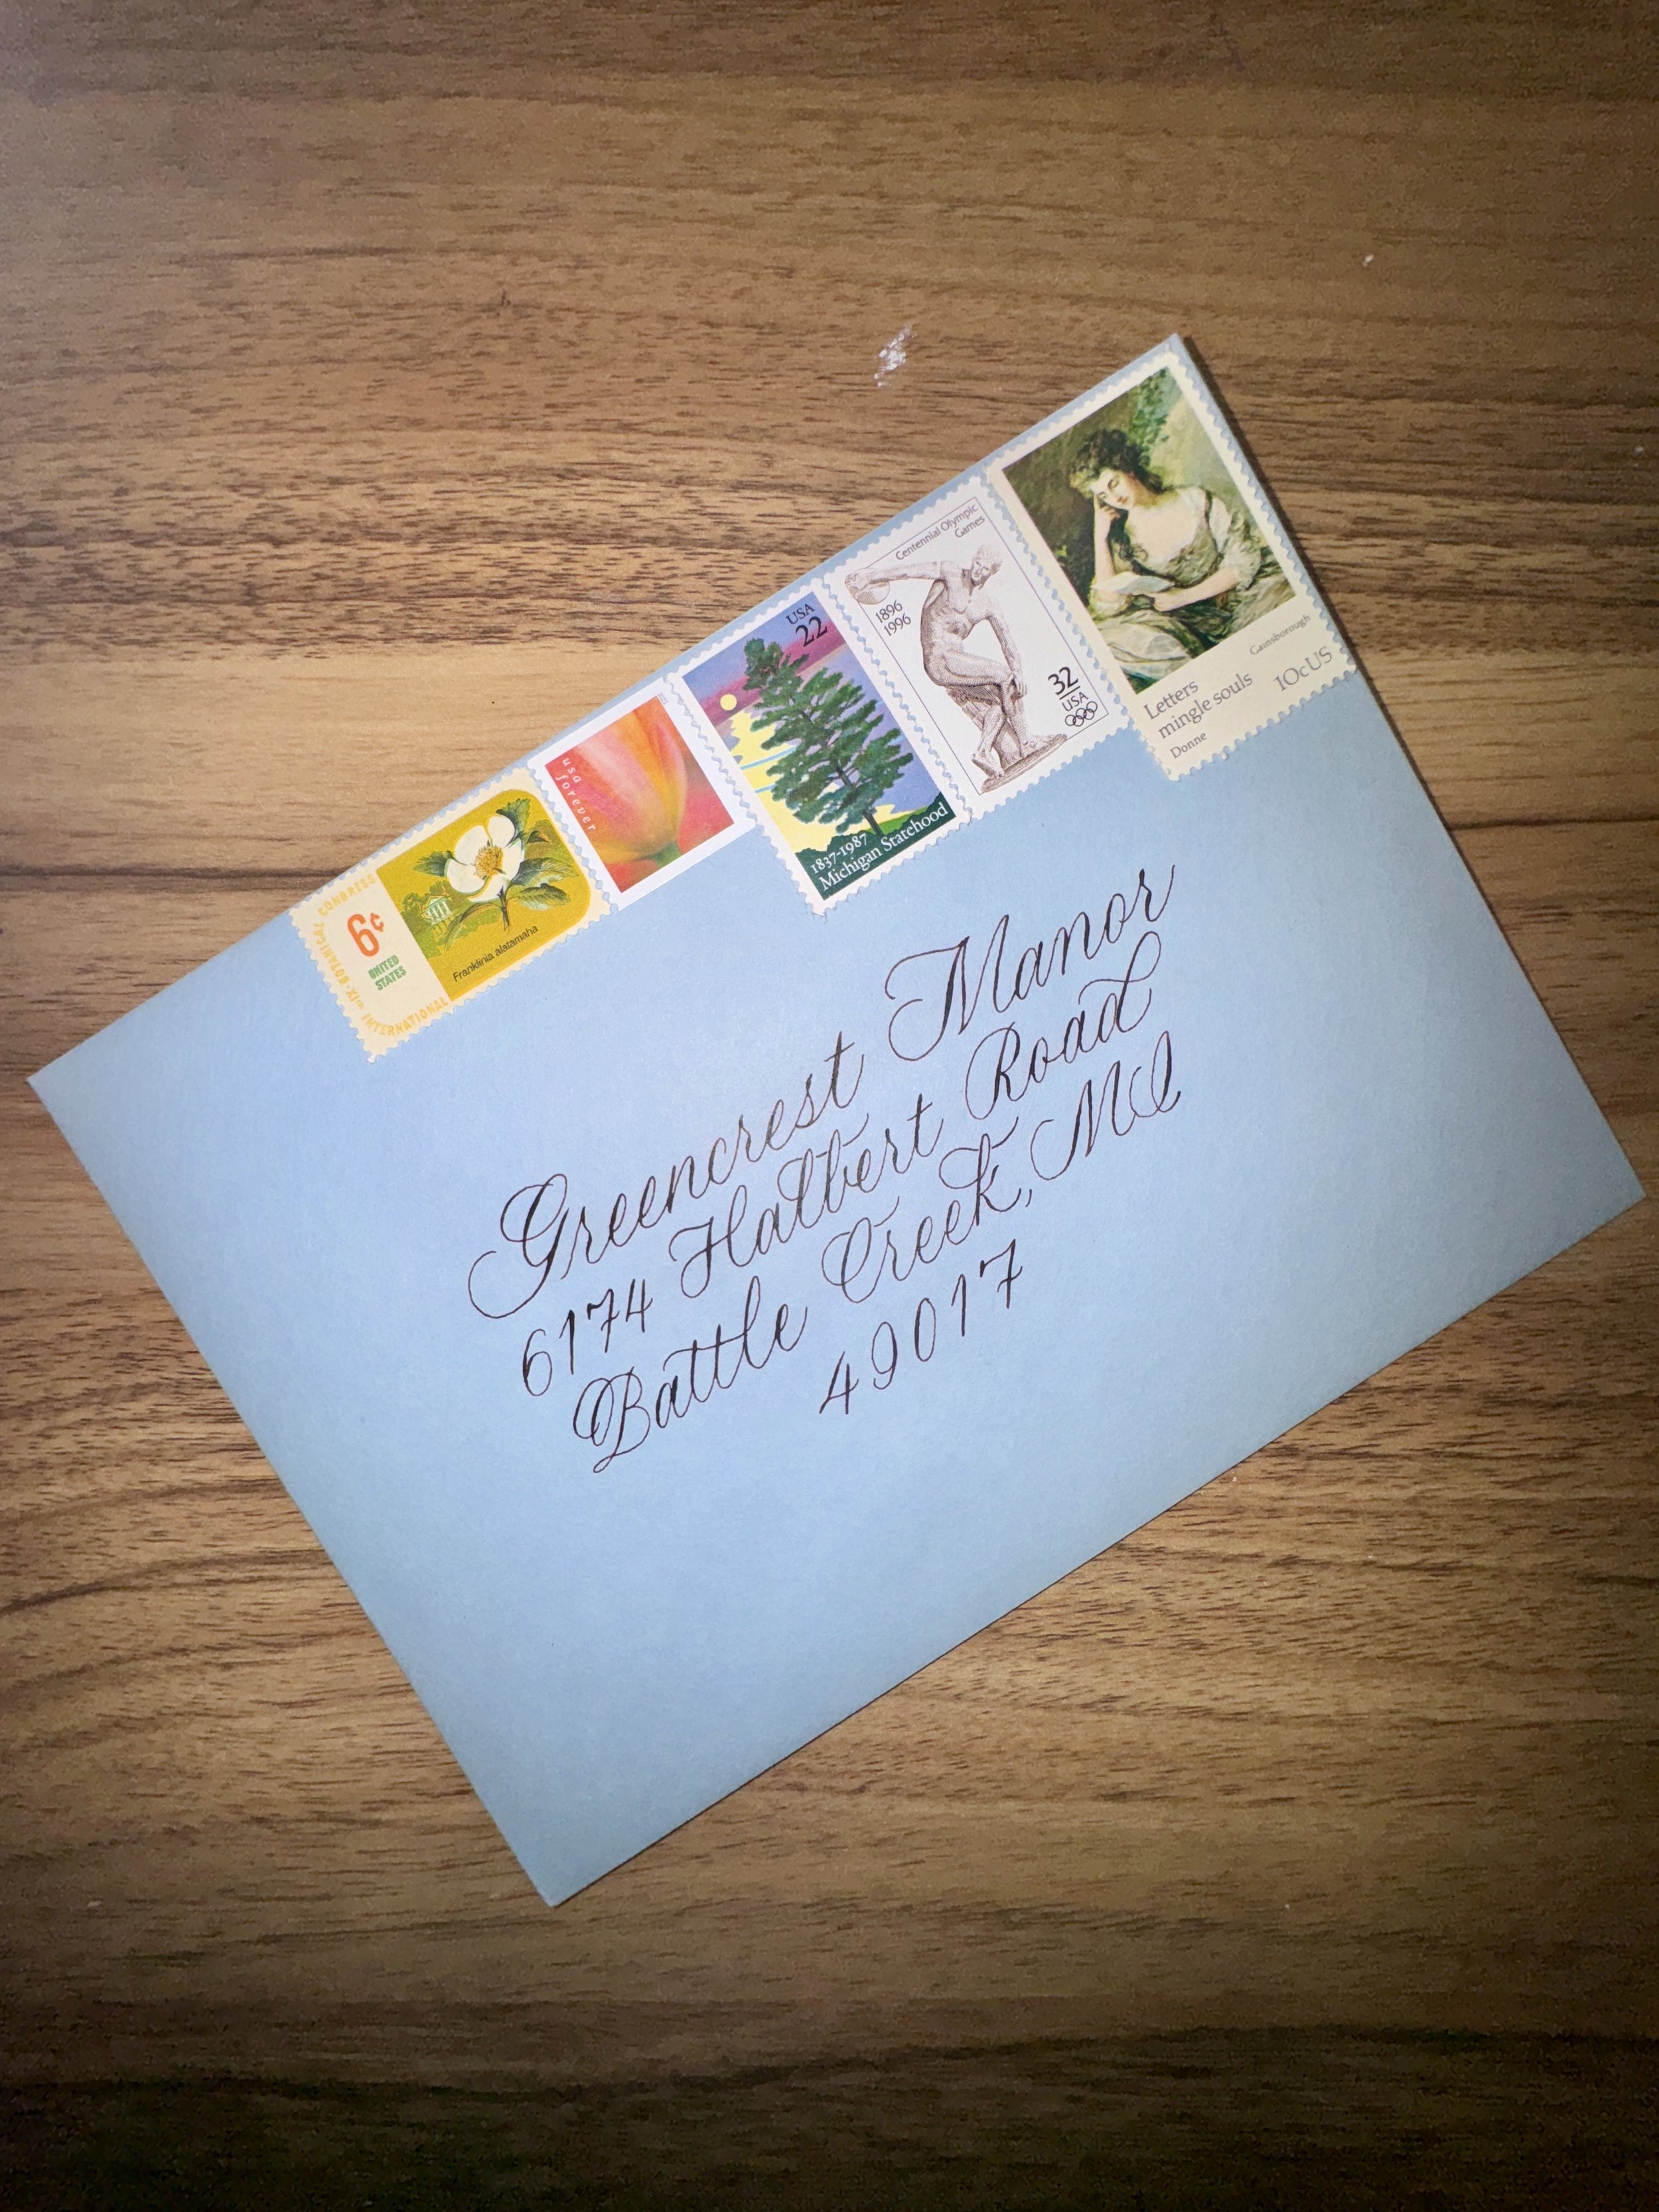 XI TH INTERNATIONAL BOTANICAL CONGRESS
6¢
UNITED
STATES
Franklinia alatamaha
usa
forever
USA
22
1837-1987
Michigan Statehood
Centennial Olympic
Games
1896
1996
32
USA
Gainsborough
Letters
mingle souls
Donne
10c US
Greencrest Manor
6174 Halbert Road
Battle Creek, MI
49017